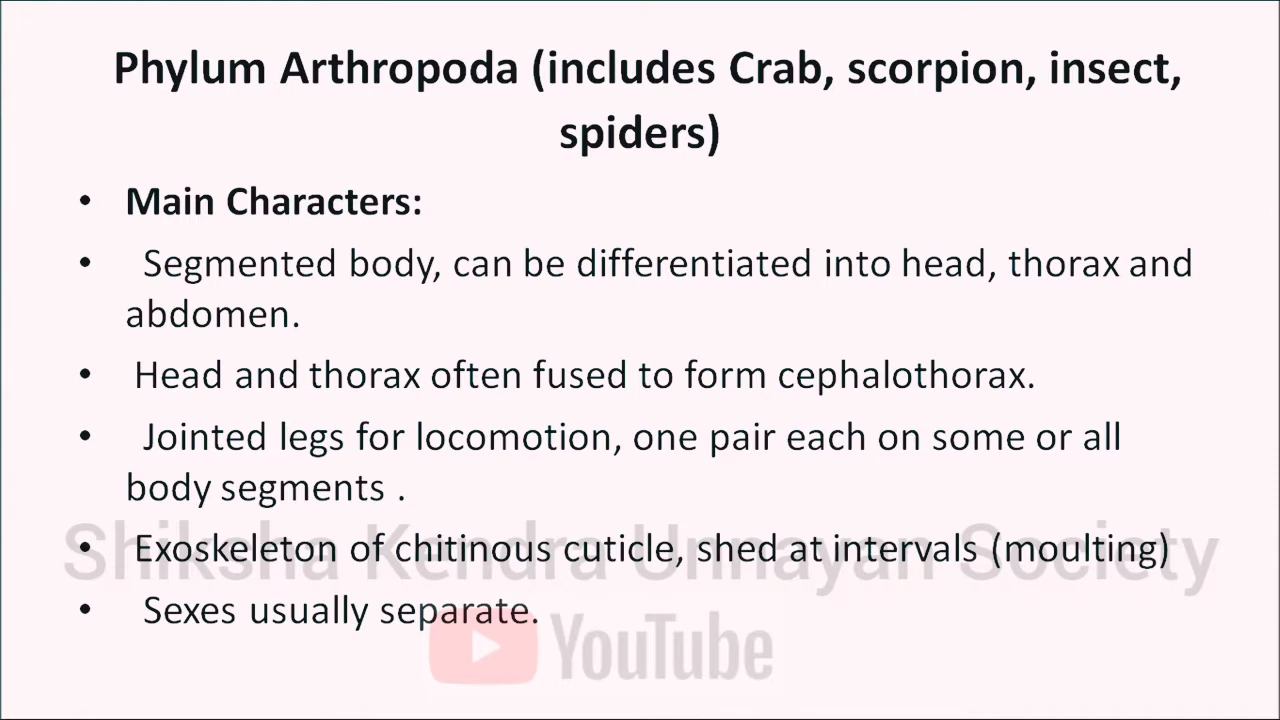 Phylum Arthropoda (includes Crab, scorpion, insect,
spiders)
• Main Characters:
• Segmented body, can be differentiated into head, thorax and
abdomen.
• Head and thorax often fused to form cephalothorax.
• Jointed legs for locomotion, one pair each on some or all
body segments .
• Exoskeleton of chitinous cuticle, shed at intervals (moulting)
Shiksha Kendra Unnayan Society
• Sexes usually separate.
YouTube